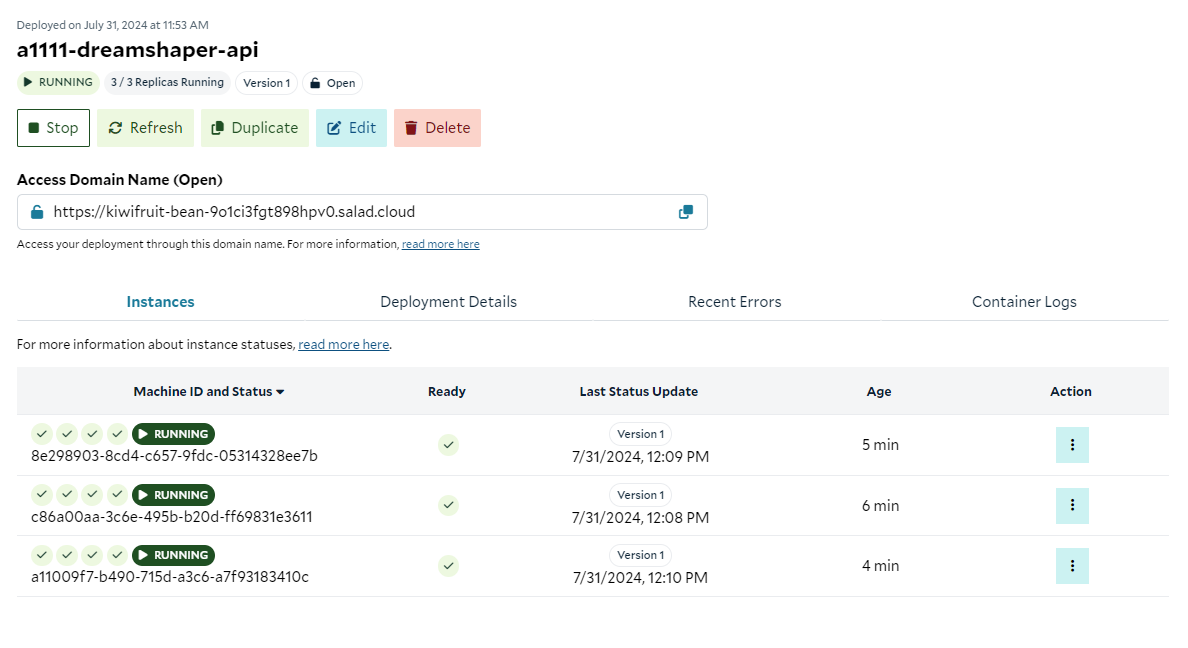 Deployed on July 31, 2024 at 11:53 AM
a1111-dreamshaper-api
RUNNING 3 / 3 Replicas Running Version 1 Open
Stop Refresh Duplicate Edit Delete
Access Domain Name (Open)
https://kiwifruit-bean-9o1ci3fgt898hpv0.salad.cloud
Access your deployment through this domain name. For more information, read more here
Instances Deployment Details Recent Errors Container Logs
For more information about instance statuses, read more here.
Machine ID and Status Ready Last Status Update Age Action
RUNNING Version 1
8e298903-8cd4-c657-9fdc-05314328ee7b 7/31/2024, 12:09 PM 5 min
RUNNING Version 1
c86a00aa-3c6e-495b-b20d-ff69831e3611 7/31/2024, 12:08 PM 6 min
RUNNING Version 1
a11009f7-b490-715d-a3c6-a7f93183410c 7/31/2024, 12:10 PM 4 min